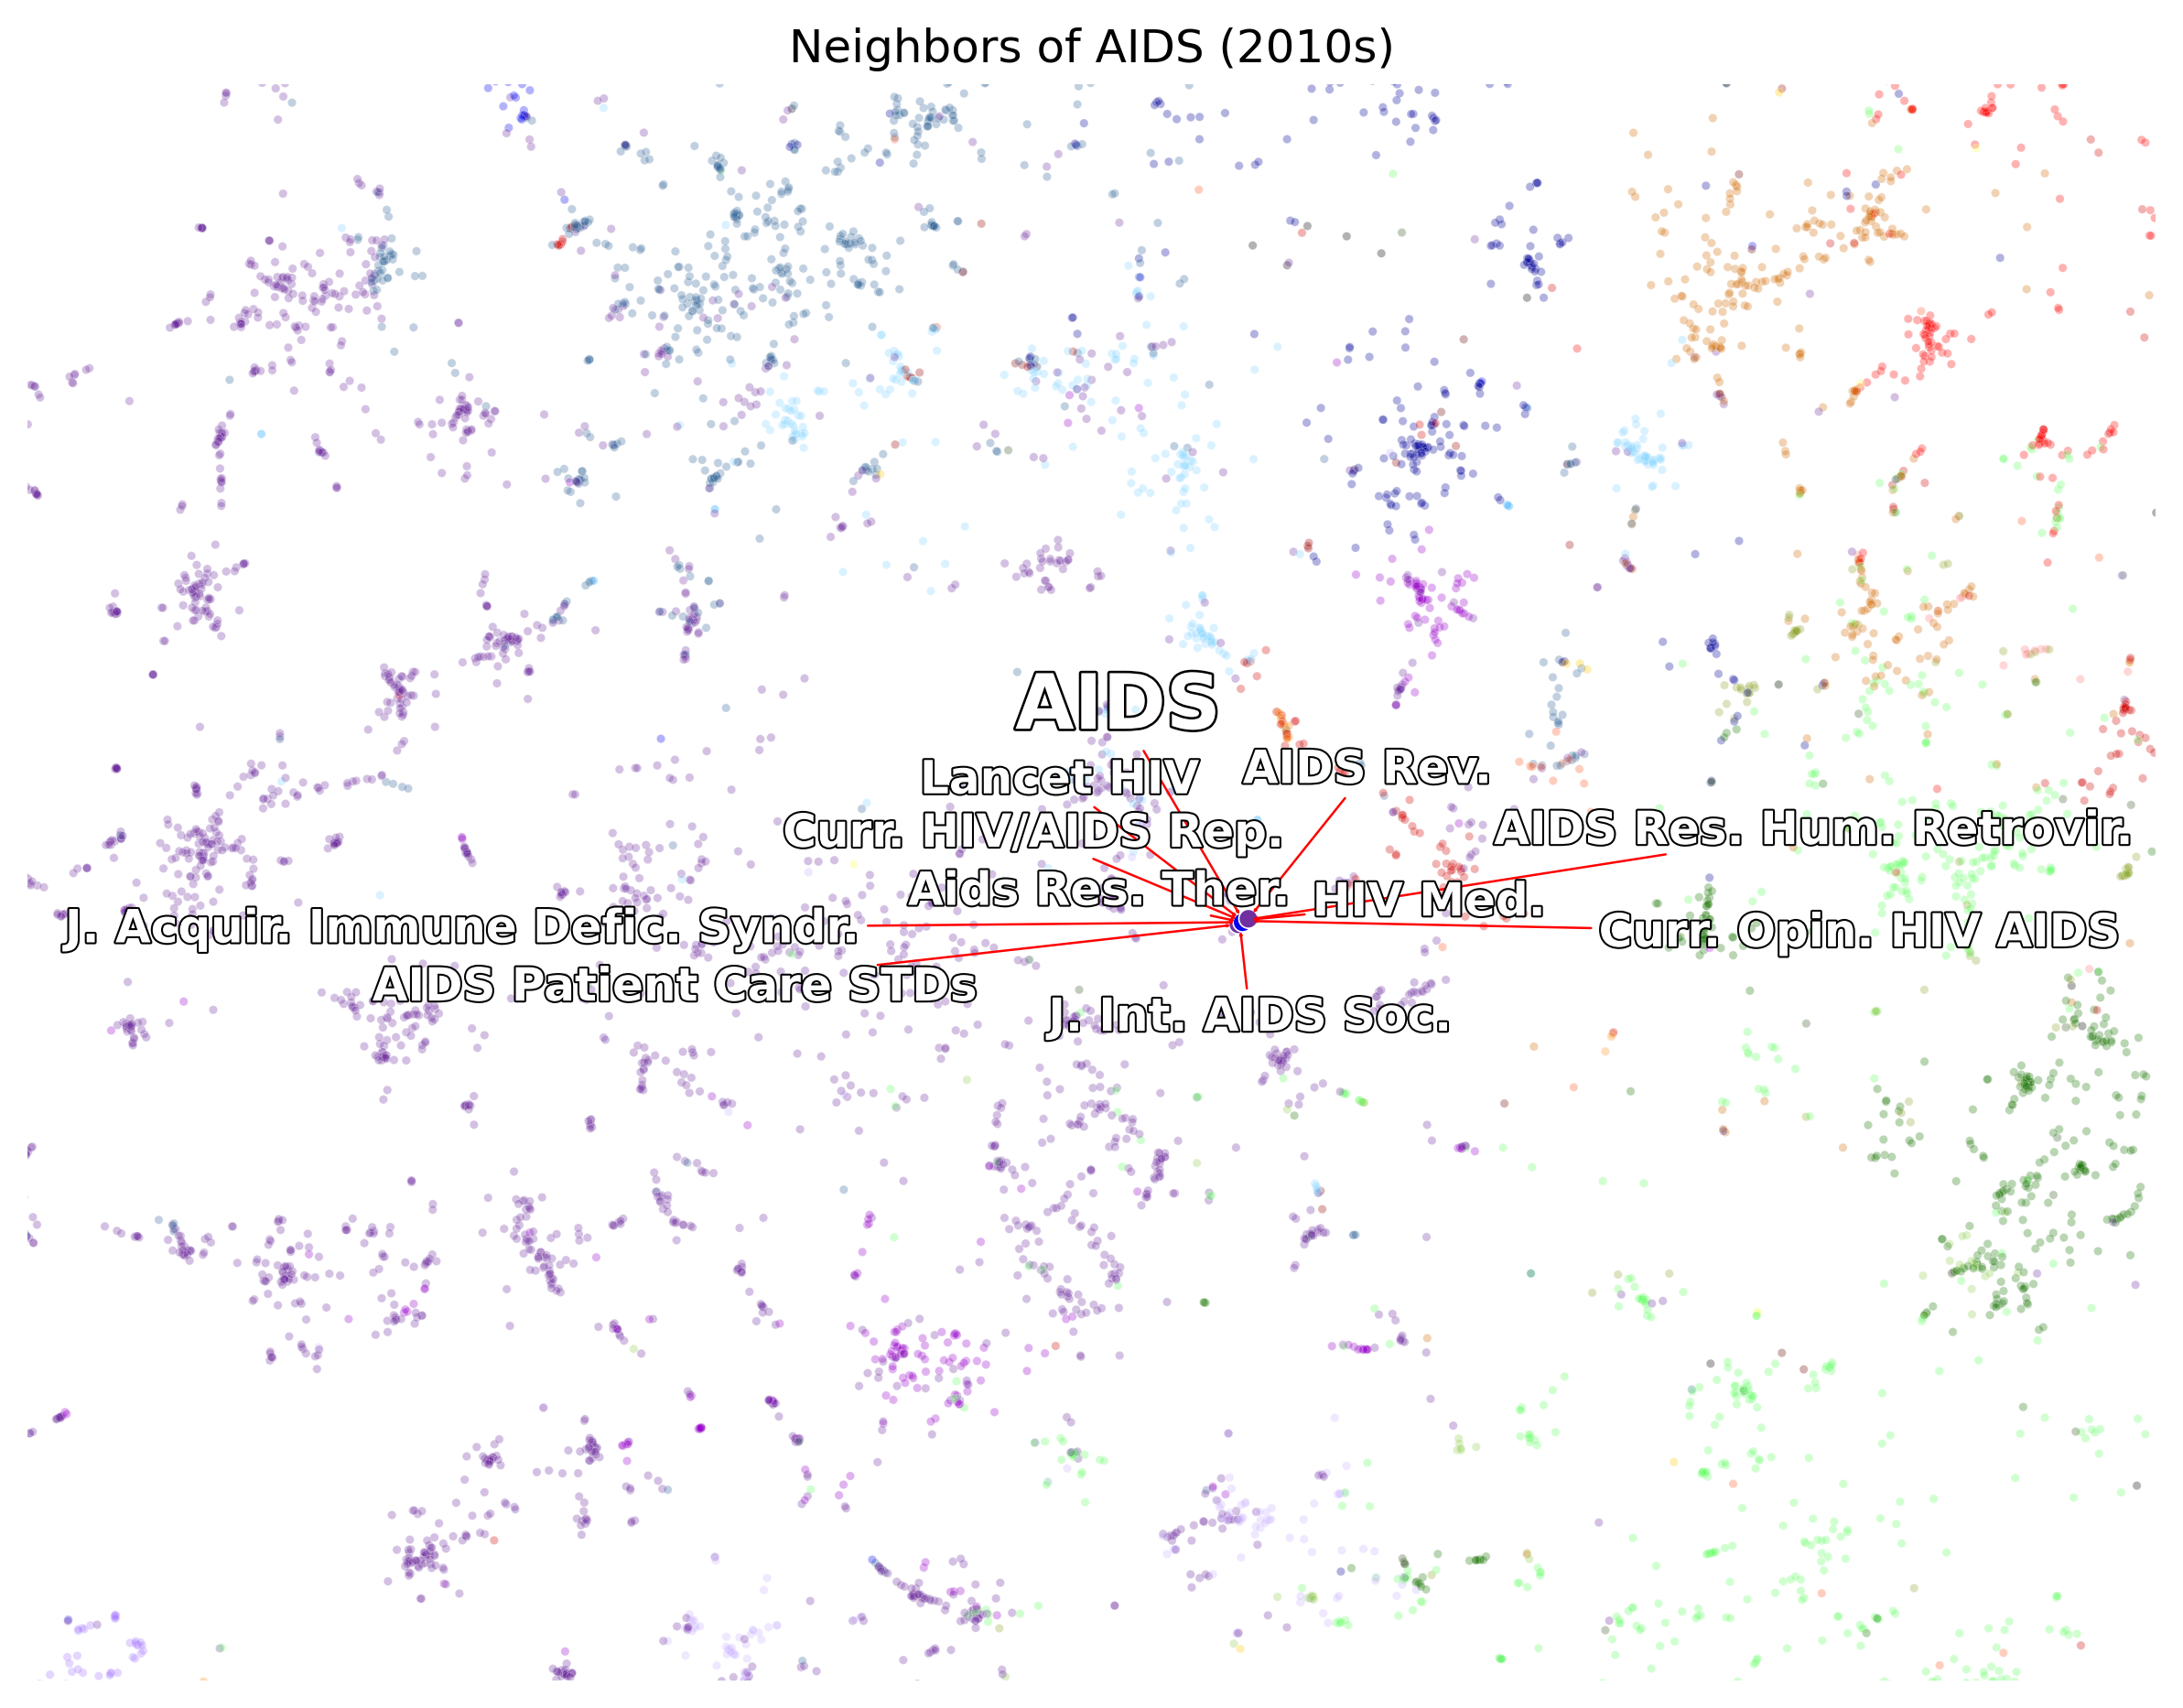 Neighbors of AIDS (2010s)
AIDS
Lancet HIV
AIDS Rev.
Curr. HIV/AIDS Rep.
AIDS Res. Hum. Retrovir.
Aids Res. Ther.
HIV Med.
J. Acquir. Immune Defic. Syndr.
Curr. Opin. HIV AIDS
AIDS Patient Care STDs
J. Int. AIDS Soc.